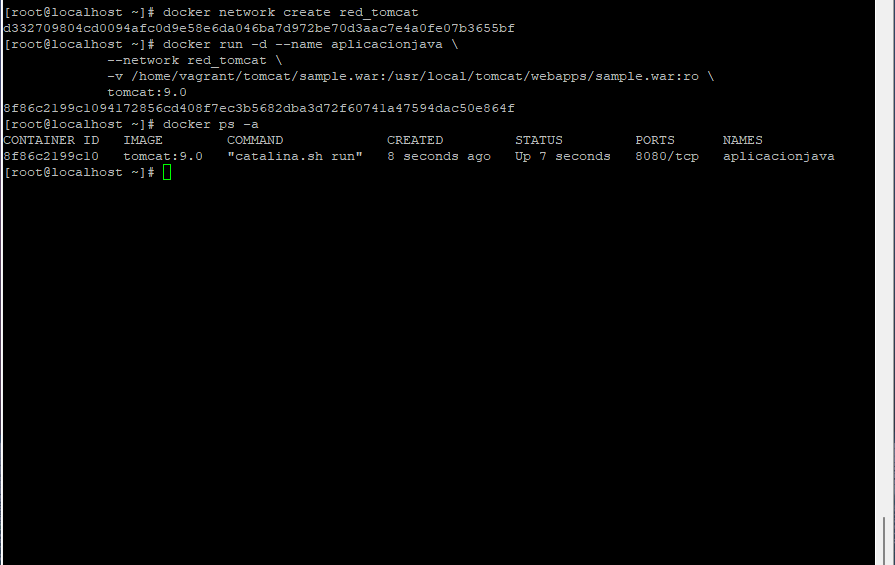 [root@localhost ~]# docker network create red_tomcat
d332709804cd0094afc0d9e58e6da046ba7d972be70d3aac7e4a0fe07b3655bf
[root@localhost ~]# docker run -d --name aplicacionjava \
--network red_tomcat \
-v /home/vagrant/tomcat/sample.war:/usr/local/tomcat/webapps/sample.war:ro \
tomcat:9.0
8f86c2199c1094172856cd408f7ec3b5682dba3d72f60741a47594dac50e864f
[root@localhost ~]# docker ps -a
CONTAINER ID IMAGE COMMAND CREATED STATUS PORTS NAMES
8f86c2199c10 tomcat:9.0 "catalina.sh run" 8 seconds ago Up 7 seconds 8080/tcp aplicacionjava
[root@localhost ~]#